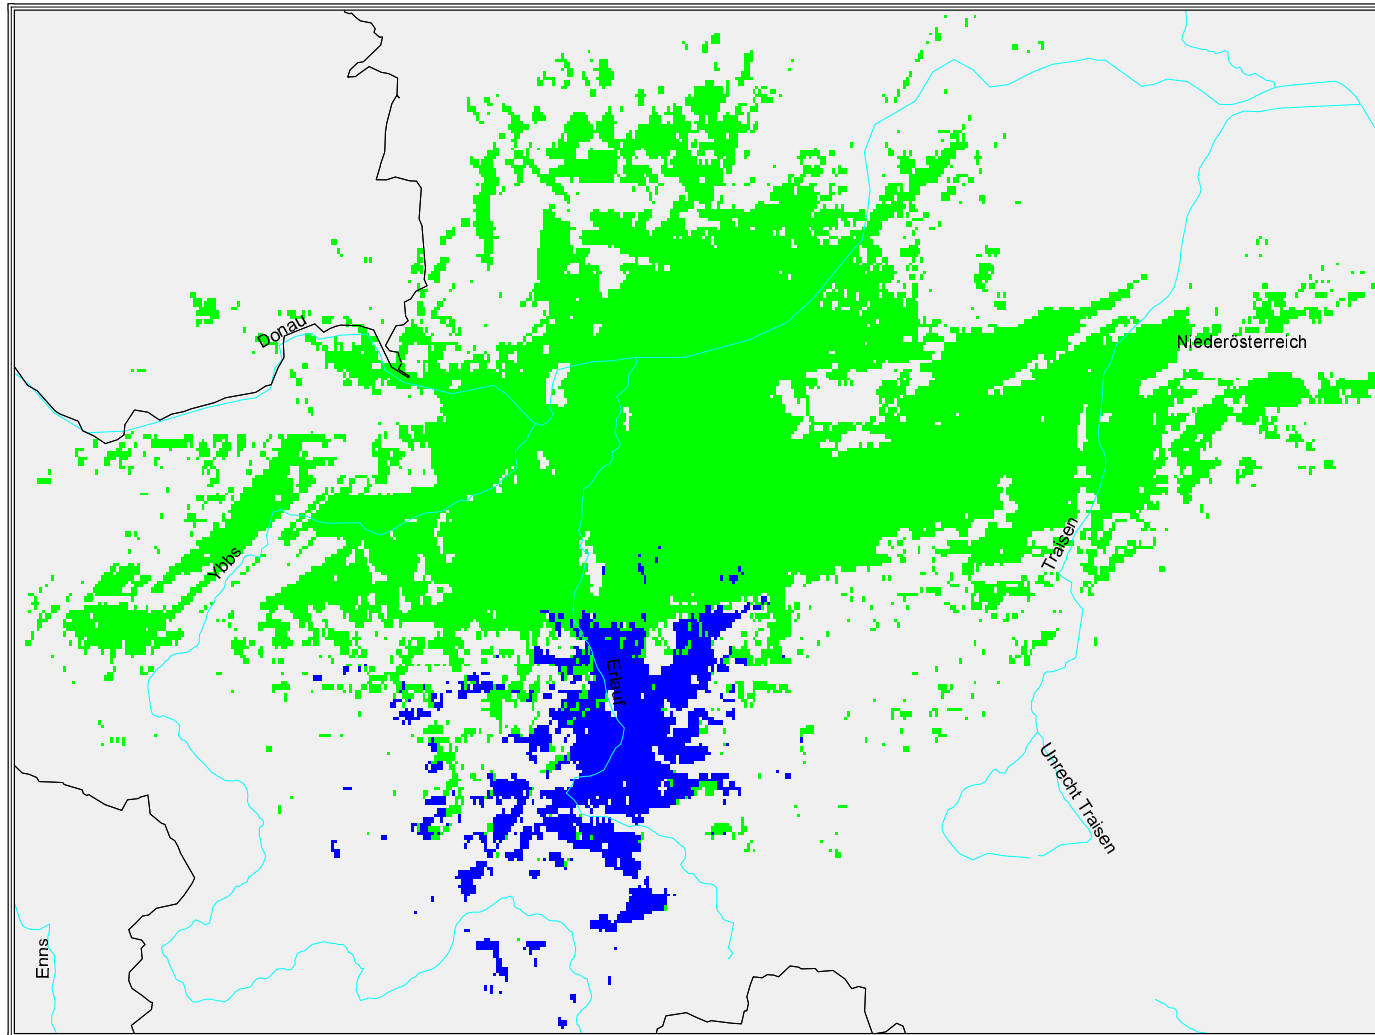 Donau
Niederösterreich
Ybbs
Traisen
Erlauf
Unrecht Traisen
Enns